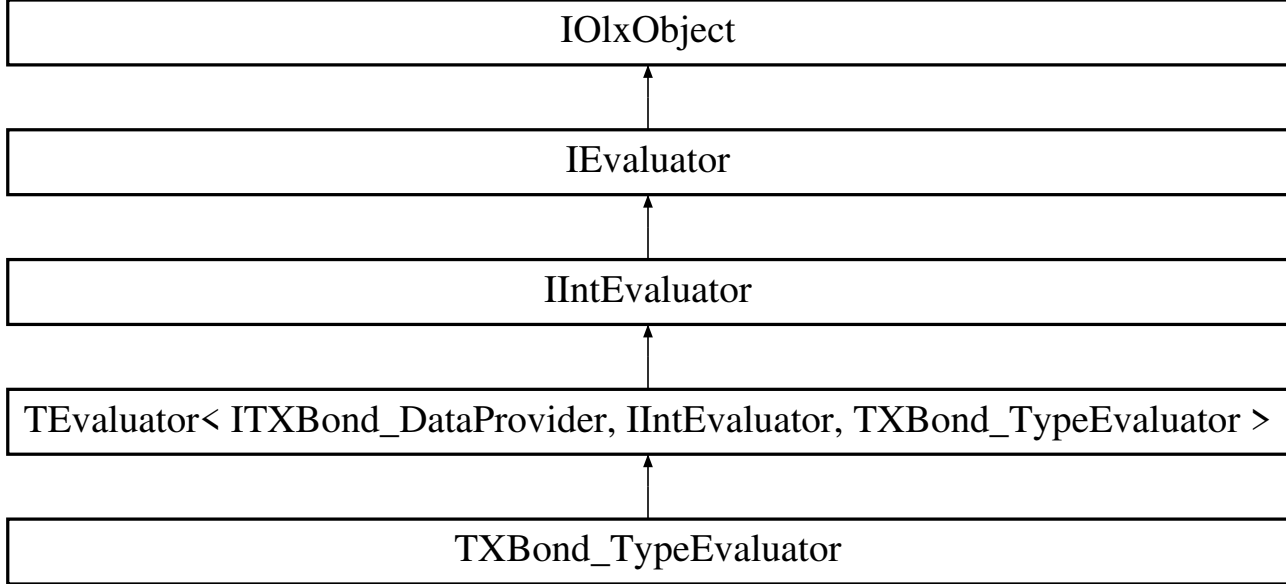 IOlxObject
IEvaluator
IIntEvaluator
TEvaluator< ITXBond_DataProvider, IIntEvaluator, TXBond_TypeEvaluator >
TXBond_TypeEvaluator